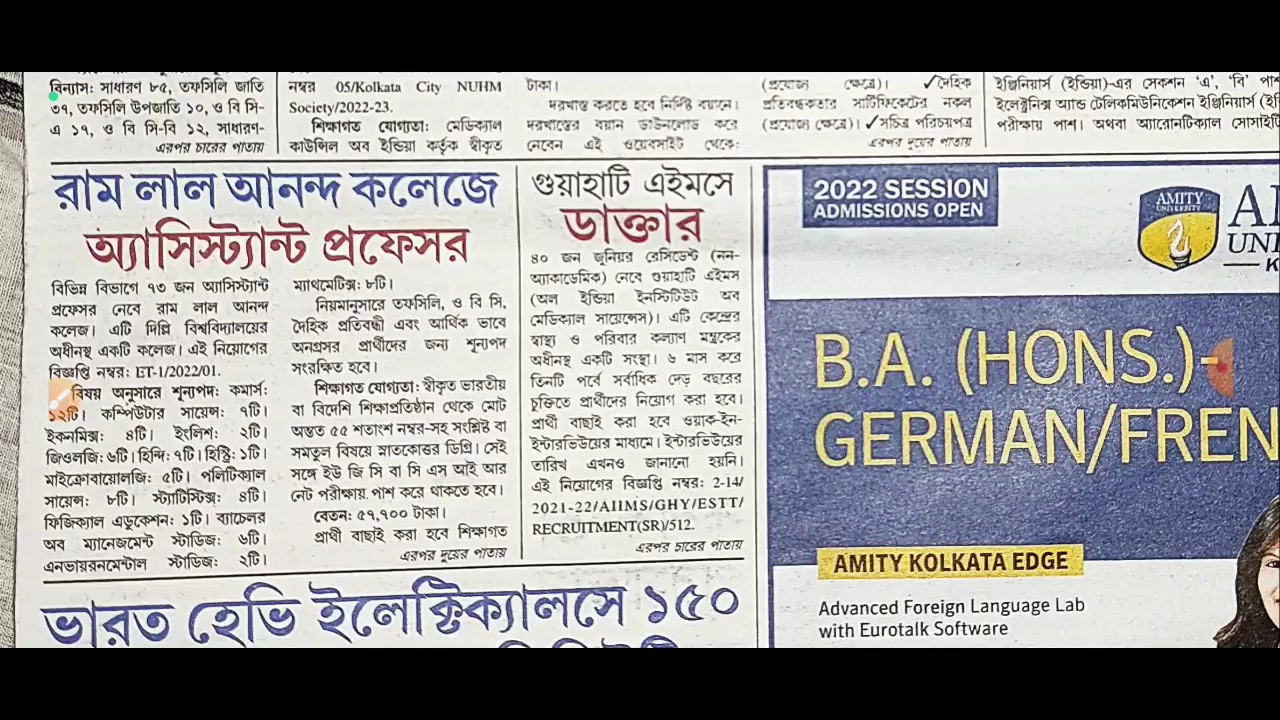 বিন্যাস: সাধারণ ৮৫, তফসিলি জাতি
৩৭, তফসিলি উপজাতি ১০, ও বি সি-
এ ১৭, ও বি সি-বি ১২, সাধারণ-
এরপর চারের পাতায়
নম্বর 05/Kolkata City NUHM
Society/2022-23.
শিক্ষাগত যোগ্যতা: মেডিক্যাল
কাউন্সিল অব ইন্ডিয়া কর্তৃক স্বীকৃত
টাকা।
দরখাস্ত করতে হবে নির্দিষ্ট বয়ানে।
দরখাস্তের বয়ান ডাউনলোড করে
নেবেন এই ওয়েবসাইট থেকে:
(প্রযোজ্য ক্ষেত্রে)। ✓দৈহিক
প্রতিবন্ধকতার সার্টিফিকেটের নকল
(প্রযোজ্য ক্ষেত্রে)। ✓সচিত্র পরিচয়পত্র
এরপর দুয়ের পাতায়
ইঞ্জিনিয়ার্স (ইন্ডিয়া)-এর সেকশন ‘এ’, ‘বি’ পাশ
ইলেক্ট্রনিক্স অ্যান্ড টেলিকমিউনিকেশন ইঞ্জিনিয়ার্স (ই
পরীক্ষায় পাশ। অথবা অ্যারোনটিক্যাল সোসাইটি
রাম লাল আনন্দ কলেজে
অ্যাসিস্ট্যান্ট প্রফেসর
বিভিন্ন বিভাগে ৭৩ জন অ্যাসিস্ট্যান্ট
প্রফেসর নেবে রাম লাল আনন্দ
কলেজ। এটি দিল্লি বিশ্ববিদ্যালয়ের
অধীনস্থ একটি কলেজ। এই নিয়োগের
বিজ্ঞপ্তি নম্বর: ET-1/2022/01.
বিষয় অনুসারে শূন্যপদ: কমার্স:
১২টি। কম্পিউটার সায়েন্স: ৭টি।
ইকনমিক্স: ৪টি। ইংলিশ: ২টি।
জিওলজি: ৬টি। হিন্দি: ৭টি। হিস্ট্রি: ১টি।
মাইক্রোবায়োলজি: ৫টি। পলিটিক্যাল
সায়েন্স: ৮টি। স্ট্যাটিস্টিক্স: ৪টি।
ফিজিক্যাল এডুকেশন: ১টি। ব্যাচেলর
অব ম্যানেজমেন্ট স্টাডিজ: ৬টি।
এনভায়রনমেন্টাল স্টাডিজ: ২টি।
ম্যাথমেটিক্স: ৮টি।
নিয়মানুসারে তফসিলি, ও বি সি,
দৈহিক প্রতিবন্ধী এবং আর্থিক ভাবে
অনগ্রসর প্রার্থীদের জন্য শূন্যপদ
সংরক্ষিত হবে।
শিক্ষাগত যোগ্যতা: স্বীকৃত ভারতীয়
বা বিদেশি শিক্ষাপ্রতিষ্ঠান থেকে মোট
অন্তত ৫৫ শতাংশ নম্বর-সহ সংশ্লিষ্ট বা
সমতুল বিষয়ে স্নাতকোত্তর ডিগ্রি। সেই
সঙ্গে ইউ জি সি বা সি এস আই আর
নেট পরীক্ষায় পাশ করে থাকতে হবে।
বেতন: ৫৭,৭০০ টাকা।
প্রার্থী বাছাই করা হবে শিক্ষাগত
এরপর দুয়ের পাতায়
গুয়াহাটি এইমসে
ডাক্তার
৪০ জন জুনিয়র রেসিডেন্ট (নন-
অ্যাকাডেমিক) নেবে গুয়াহাটি এইমস
(অল ইন্ডিয়া ইনস্টিটিউট অব
মেডিক্যাল সায়েন্সেস)। এটি কেন্দ্রের
স্বাস্থ্য ও পরিবার কল্যাণ মন্ত্রকের
অধীনস্থ একটি সংস্থা। ৬ মাস করে
তিনটি পর্বে সর্বাধিক দেড় বছরের
চুক্তিতে প্রার্থীদের নিয়োগ করা হবে।
প্রার্থী বাছাই করা হবে ওয়াক-ইন-
ইন্টারভিউয়ের মাধ্যমে। ইন্টারভিউয়ের
তারিখ এখনও জানানো হয়নি।
এই নিয়োগের বিজ্ঞপ্তি নম্বর: 2-14/
2021-22/AIIMS/GHY/ESTT/
RECRUITMENT(SR)/512.
এরপর চারের পাতায়
2022 SESSION
ADMISSIONS OPEN
AMITY
UNIVERSITY
A
UNI
— K
B.A. (HONS.)-
GERMAN/FREN
AMITY KOLKATA EDGE
Advanced Foreign Language Lab
with Eurotalk Software
ভারত হেভি ইলেক্ট্রিক্যালসে ১৫০